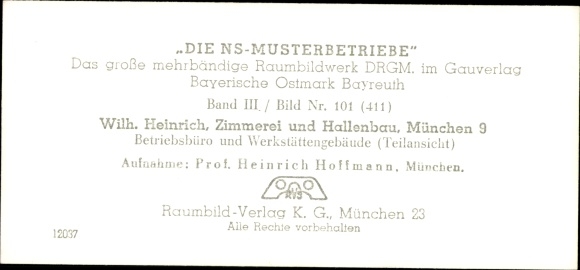 „DIE NS-MUSTERBETRIEBE"
Das große mehrbändige Raumbildwerk DRGM. im Gauverlag
Bayerische Ostmark Bayreuth
Band III / Bild Nr. 101 (411)
Wilh. Heinrich, Zimmerei und Hallenbau, München 9
Betriebsbüro und Werkstättengebäude (Teilansicht)
Aufnahme: Prof. Heinrich Hoffmann, München.
RVS
Raumbild-Verlag K. G., München 23
Alle Rechte vorbehalten
12037